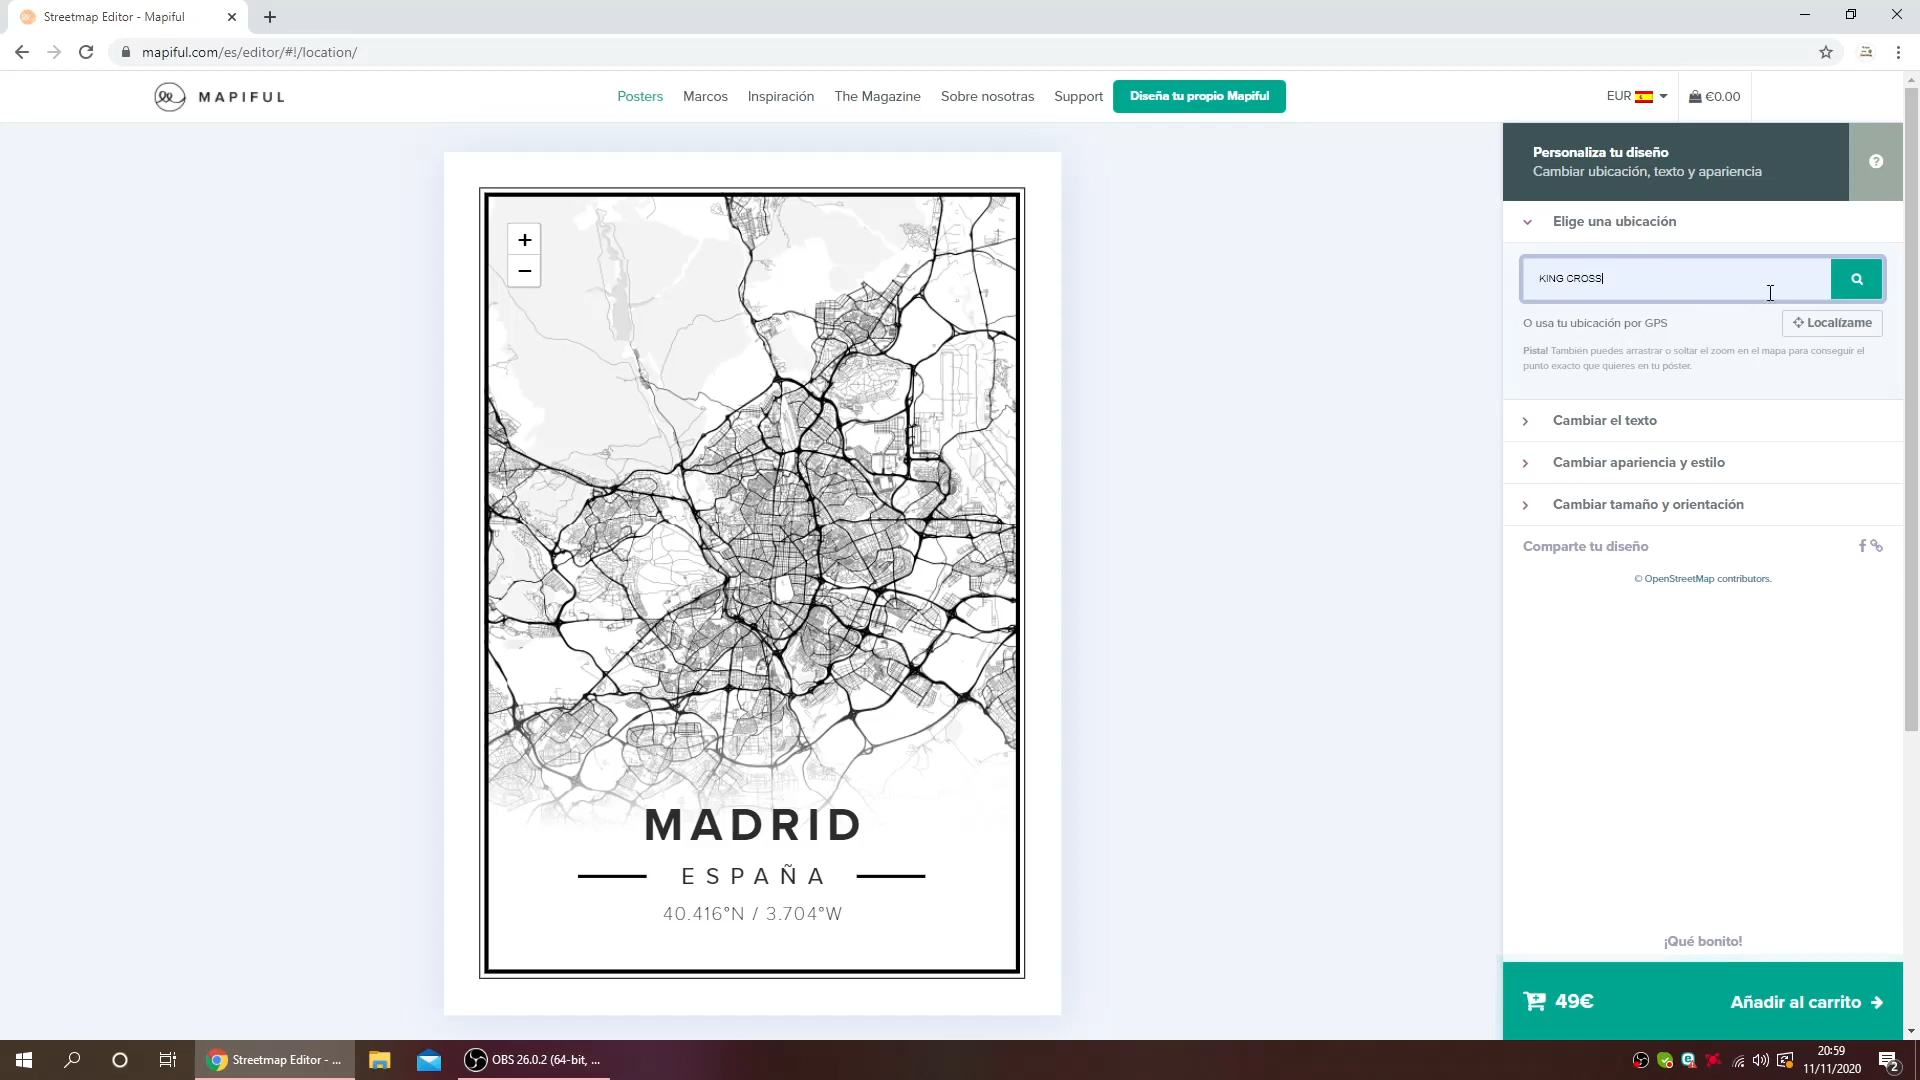 Streetmap Editor - Mapiful
mapiful.com/es/editor/#!/location/
MAPIFUL
Posters
Marcos
Inspiración
The Magazine
Sobre nosotras
Support
Diseña tu propio Mapiful
EUR
€0.00
Personaliza tu diseño
Cambiar ubicación, texto y apariencia
?
Elige una ubicación
KING CROSS
O usa tu ubicación por GPS
Localízame
Pista! También puedes arrastrar o soltar el zoom en el mapa para conseguir el
punto exacto que quieres en tu póster.
Cambiar el texto
Cambiar apariencia y estilo
Cambiar tamaño y orientación
Comparte tu diseño
© OpenStreetMap contributors.
+
−
MADRID
ESPAÑA
40.416°N / 3.704°W
¡Qué bonito!
49€
Añadir al carrito
Streetmap Editor - ...
OBS 26.0.2 (64-bit, ...
20:59
11/11/2020
2